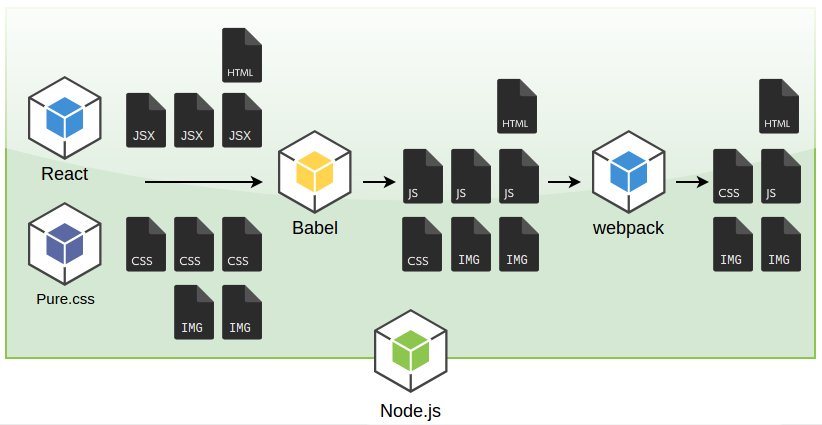 HTML
React
JSX JSX JSX
HTML
HTML
Babel
JS JS JS
webpack
CSS JS
Pure.css
CSS CSS CSS
CSS IMG IMG
IMG IMG
IMG IMG
Node.js